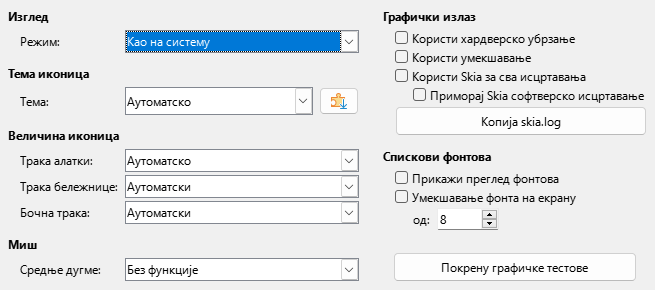 Изглед
Режим: Као на систему
Тема иконица
Тема: Аутоматско
Величина иконица
Трака алатки: Аутоматско
Трака бележнице: Аутоматски
Бочна трака: Аутоматски
Миш
Средње дугме: Без функције
Графички излаз
Користи хардверско убрзање
Користи умекшавање
Користи Skia за сва исцртавања
Приморај Skia софтверско исцртавање
Копија skia.log
Спискови фонтова
Прикажи преглед фонтова
Умекшавање фонта на екрану
од: 8
Покрену графичке тестове